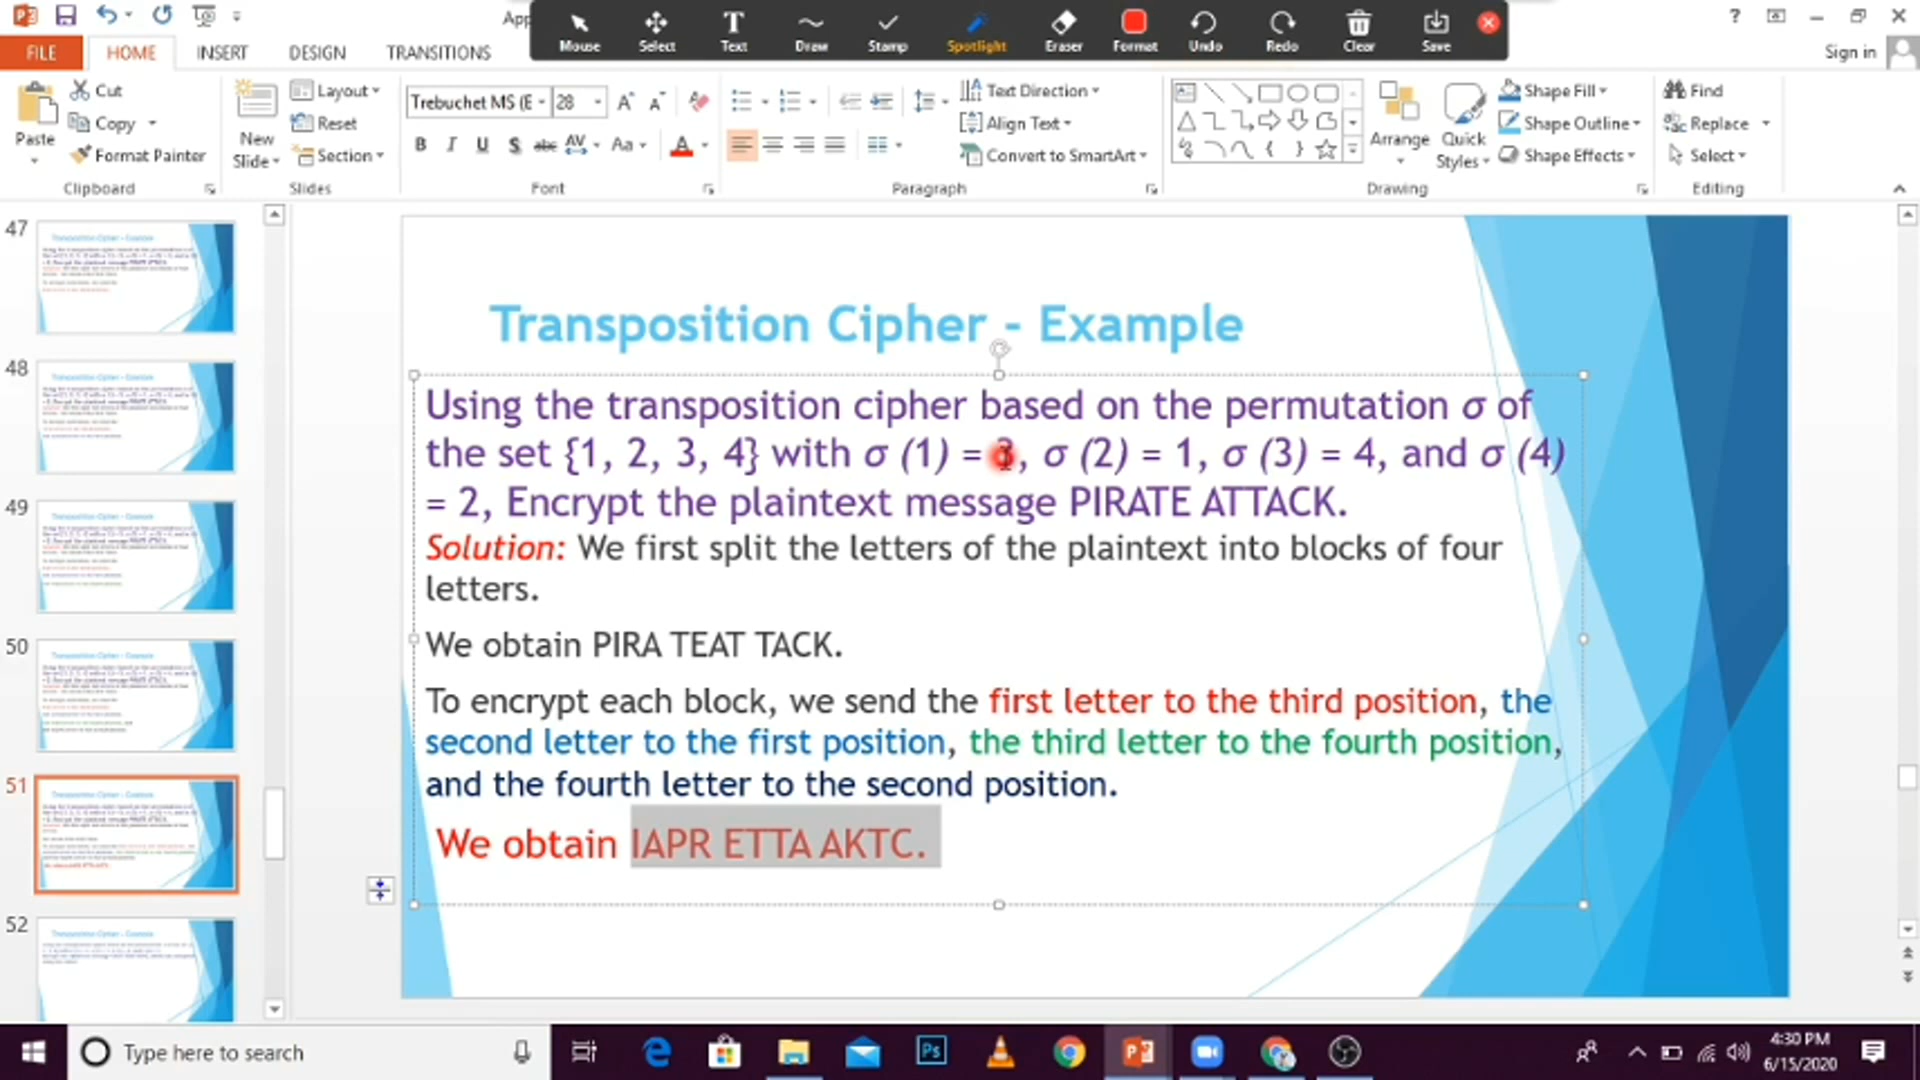 App
Mouse Select Text Draw Stamp Spotlight Eraser Format Undo Redo Clear Save
FILE HOME INSERT DESIGN TRANSITIONS
Sign in
Paste
Cut
Copy
Format Painter
Clipboard
New Slide
Layout
Reset
Section
Slides
Trebuchet MS (E 28
B I U S abc AV Aa A
Font
Text Direction
Align Text
Convert to SmartArt
Paragraph
Arrange
Quick Styles
Shape Fill
Shape Outline
Shape Effects
Drawing
Find
Replace
Select
Editing
47
48
49
50
51
52
Transposition Cipher - Example
Using the transposition cipher based on the permutation σ of
the set {1, 2, 3, 4} with σ (1) = 3, σ (2) = 1, σ (3) = 4, and σ (4)
= 2, Encrypt the plaintext message PIRATE ATTACK.
Solution: We first split the letters of the plaintext into blocks of four
letters.
We obtain PIRA TEAT TACK.
To encrypt each block, we send the first letter to the third position, the
second letter to the first position, the third letter to the fourth position,
and the fourth letter to the second position.
We obtain IAPR ETTA AKTC.
Type here to search
Ps
4:30 PM
6/15/2020